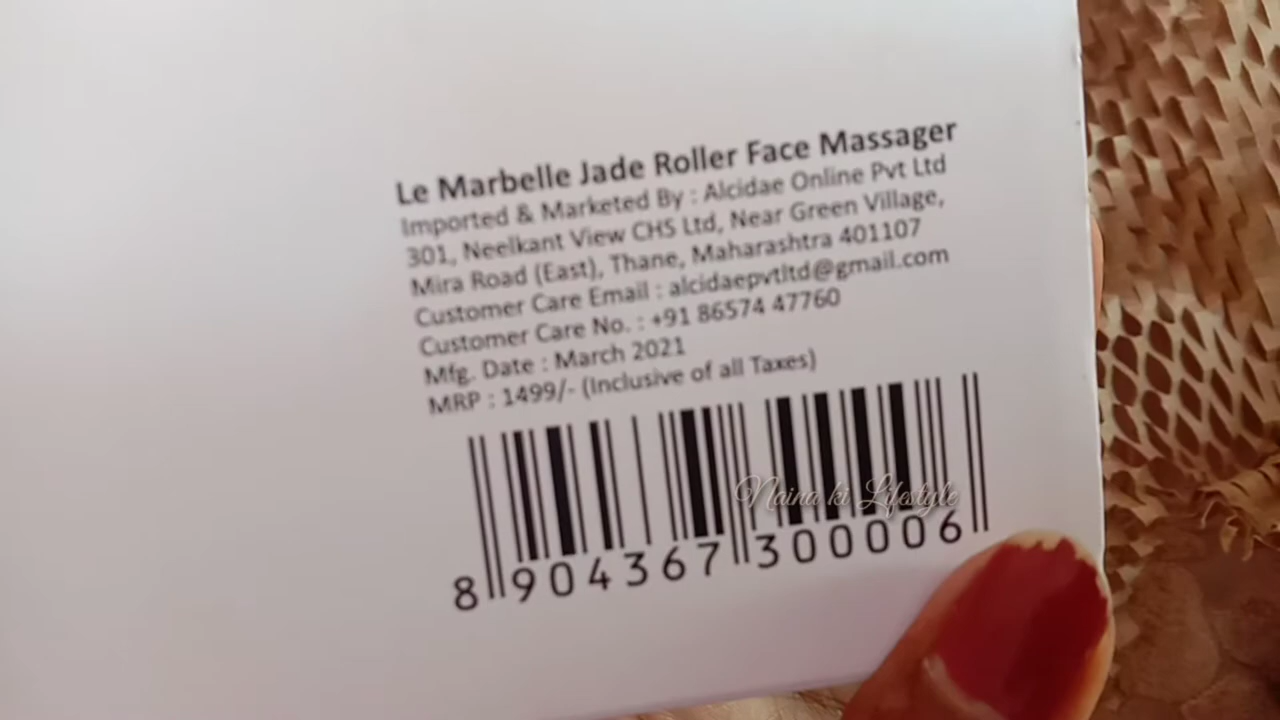 Le Marbelle Jade Roller Face Massager
Imported & Marketed By : Alcidae Online Pvt Ltd
301, Neelkant View CHS Ltd, Near Green Village,
Mira Road (East), Thane, Maharashtra 401107
Customer Care Email : alcidaepvtltd@gmail.com
Customer Care No. : +91 86574 47760
Mfg. Date : March 2021
MRP : 1499/- (Inclusive of all Taxes)
Naina ki Lifestyle
8 904367 300006